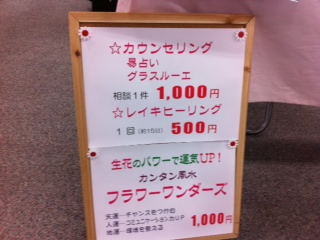 ☆カウンセリング
易占い
グラスルーエ
相談1件 1,000円
☆レイキヒーリング
1回(約15分) 500円
生花のパワーで運気UP!
カンタン風水
フラワーワンダーズ
天運…チャンスをつかむ
人運…コミュニケーション力UP
地運…環境を整える
1,000円